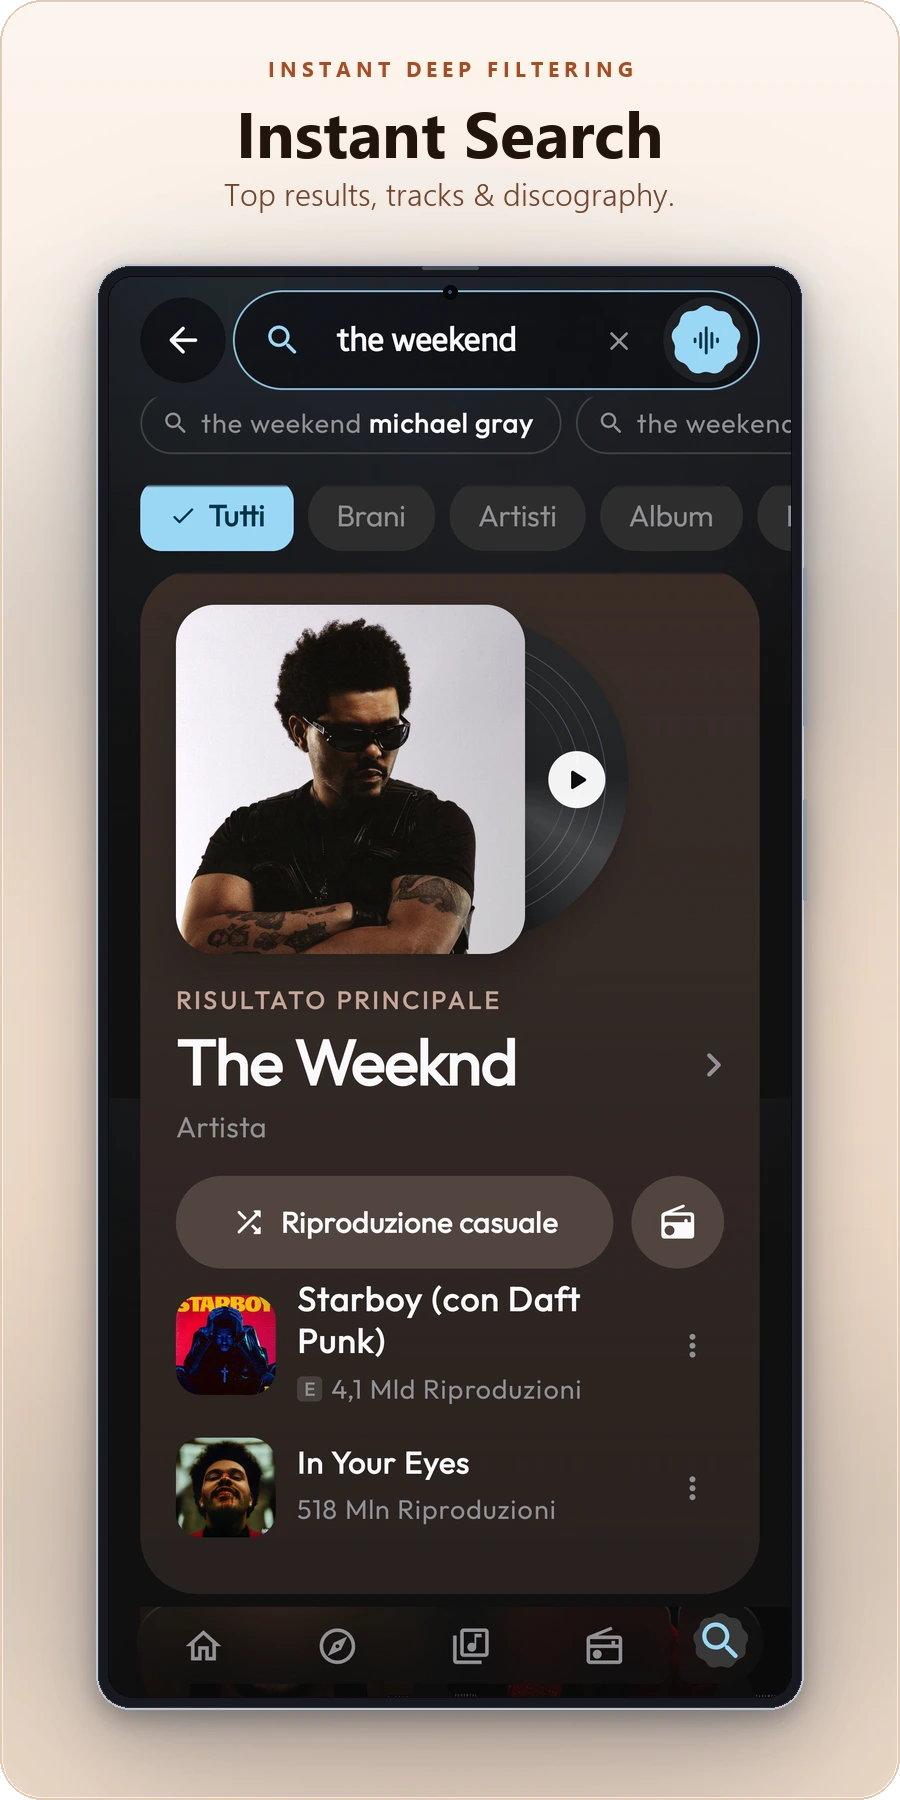 INSTANT DEEP FILTERING
Instant Search
Top results, tracks & discography.
the weekend
the weekend michael gray
the weekend
Tutti
Brani
Artisti
Album
RISULTATO PRINCIPALE
The Weeknd
Artista
Riproduzione casuale
STARBOY
Starboy (con Daft
Punk)
E 4,1 Mld Riproduzioni
In Your Eyes
518 Mln Riproduzioni